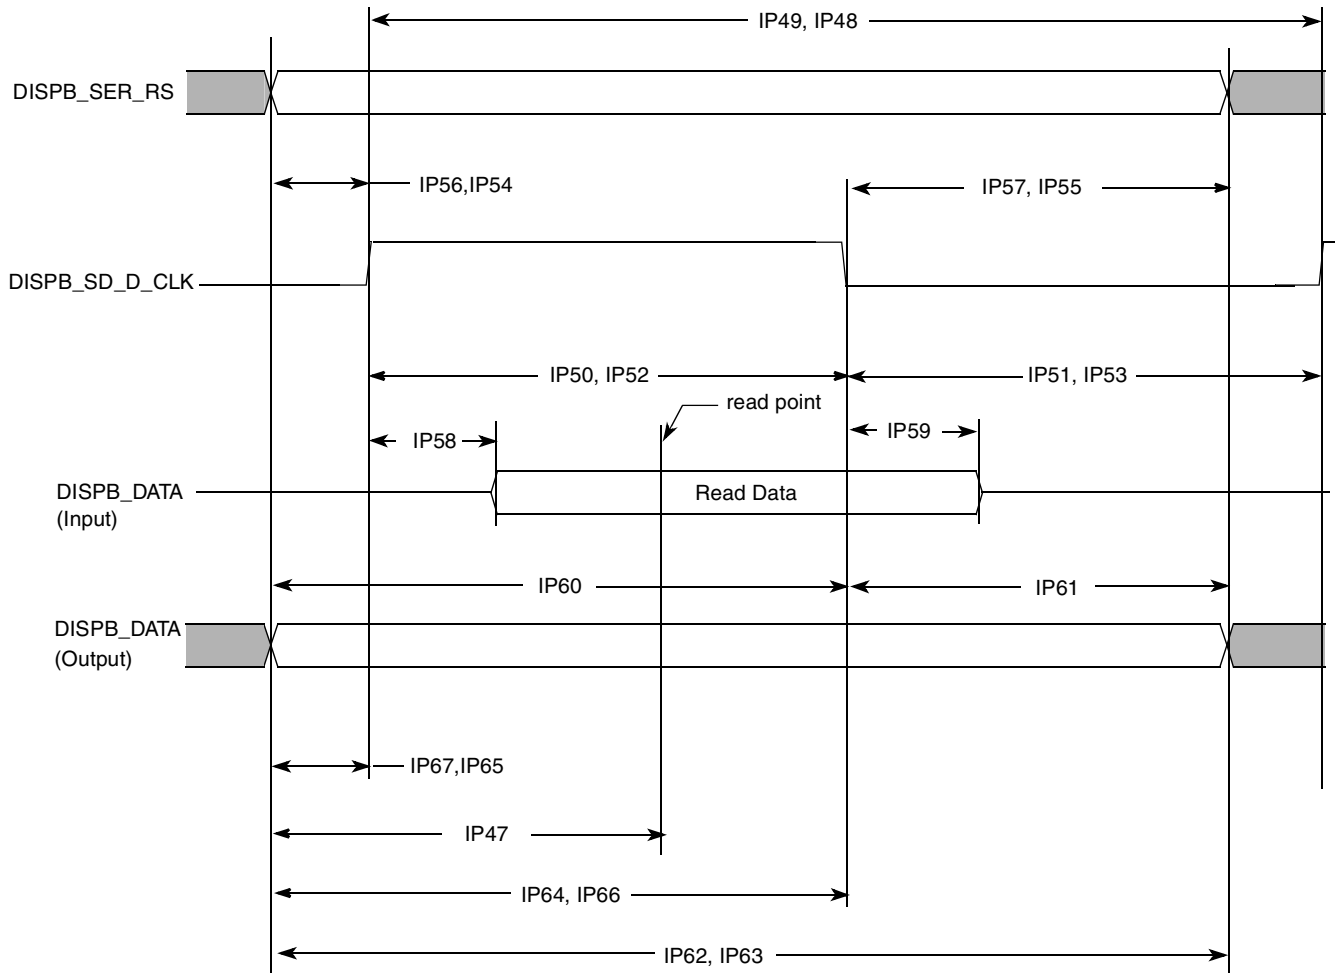 IP49, IP48
DISPB_SER_RS
IP56,IP54
IP57, IP55
DISPB_SD_D_CLK
IP50, IP52
IP51, IP53
read point
IP58
IP59
DISPB_DATA
(Input)
Read Data
IP60
IP61
DISPB_DATA
(Output)
IP67,IP65
IP47
IP64, IP66
IP62, IP63